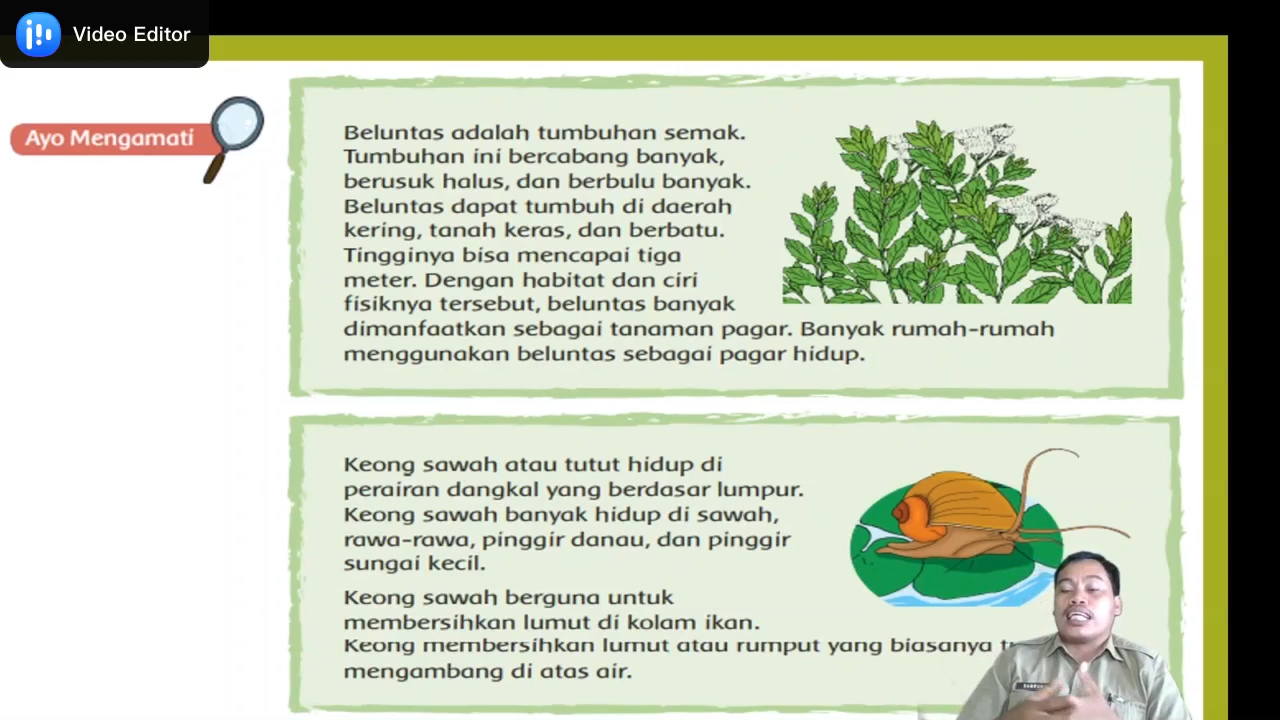 Video Editor
Ayo Mengamati
Beluntas adalah tumbuhan semak.
Tumbuhan ini bercabang banyak,
berusuk halus, dan berbulu banyak.
Beluntas dapat tumbuh di daerah
kering, tanah keras, dan berbatu.
Tingginya bisa mencapai tiga
meter. Dengan habitat dan ciri
fisiknya tersebut, beluntas banyak
dimanfaatkan sebagai tanaman pagar. Banyak rumah-rumah
menggunakan beluntas sebagai pagar hidup.
Keong sawah atau tutut hidup di
perairan dangkal yang berdasar lumpur.
Keong sawah banyak hidup di sawah,
rawa-rawa, pinggir danau, dan pinggir
sungai kecil.
Keong sawah berguna untuk
membersihkan lumut di kolam ikan.
Keong membersihkan lumut atau rumput yang biasanya
mengambang di atas air.